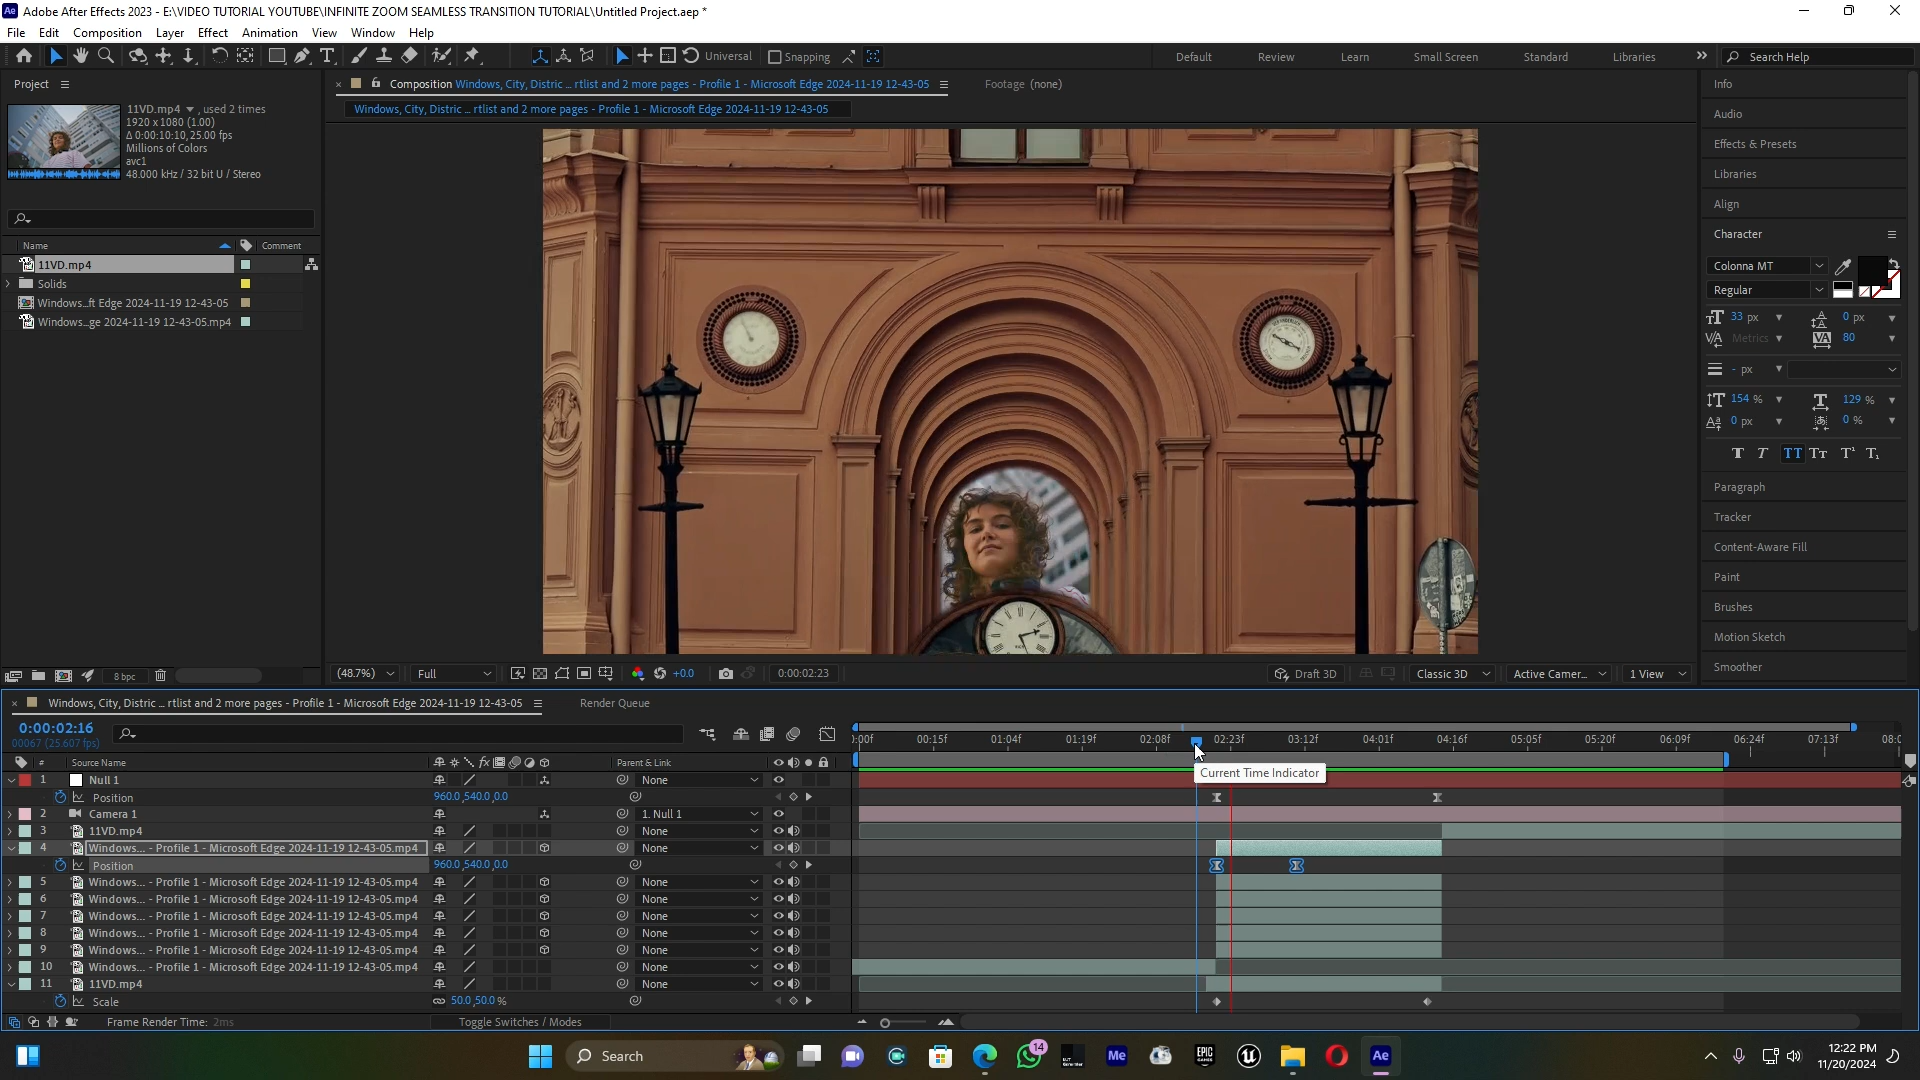 Adobe After Effects 2023 - E:\VIDEO TUTORIAL YOUTUBE\INFINITE ZOOM SEAMLESS TRANSITION TUTORIAL\Untitled Project.aep *
File Edit Composition Layer Effect Animation View Window Help
Universal Snapping Default Review Learn Small Screen Standard Libraries Search Help
Project
11VD.mp4 , used 2 times
1920 x 1080 (1.00)
Δ 0:00:10:10, 25.00 fps
Millions of Colors
avc1
48.000 kHz / 32 bit U / Stereo
Name Comment
11VD.mp4
Solids
Windows...ft Edge 2024-11-19 12-43-05
Windows...ge 2024-11-19 12-43-05.mp4
8 bpc
Composition Windows, City, Distric ... rtlist and 2 more pages - Profile 1 - Microsoft Edge 2024-11-19 12-43-05
Footage (none)
Windows, City, Distric ... rtlist and 2 more pages - Profile 1 - Microsoft Edge 2024-11-19 12-43-05
(48.7%) Full +0.0 0:00:02:23 Draft 3D Classic 3D Active Camer... 1 View
Info
Audio
Effects & Presets
Libraries
Align
Character
Colonna MT
Regular
33 px 0 px
Metrics 80
- px
154 % 129 %
0 px 0 %
Paragraph
Tracker
Content-Aware Fill
Paint
Brushes
Motion Sketch
Smoother
Windows, City, Distric ... rtlist and 2 more pages - Profile 1 - Microsoft Edge 2024-11-19 12-43-05 Render Queue
0:00:02:16
00067 (25.607 fps)
:00f 00:15f 01:04f 01:19f 02:08f 02:23f 03:12f 04:01f 04:16f 05:05f 05:20f 06:09f 06:24f 07:13f 08:0
# Source Name Parent & Link
Current Time Indicator
1 Null 1 None
Position 960.0,540.0,0.0
2 Camera 1 1. Null 1
3 11VD.mp4 None
4 Windows... - Profile 1 - Microsoft Edge 2024-11-19 12-43-05.mp4 None
Position 960.0,540.0,0.0
5 Windows... - Profile 1 - Microsoft Edge 2024-11-19 12-43-05.mp4 None
6 Windows... - Profile 1 - Microsoft Edge 2024-11-19 12-43-05.mp4 None
7 Windows... - Profile 1 - Microsoft Edge 2024-11-19 12-43-05.mp4 None
8 Windows... - Profile 1 - Microsoft Edge 2024-11-19 12-43-05.mp4 None
9 Windows... - Profile 1 - Microsoft Edge 2024-11-19 12-43-05.mp4 None
10 Windows... - Profile 1 - Microsoft Edge 2024-11-19 12-43-05.mp4 None
11 11VD.mp4 None
Scale 50.0,50.0 %
Frame Render Time: 2ms Toggle Switches / Modes
Search 14 Me EPIC GAMES Ae
12:22 PM
11/20/2024